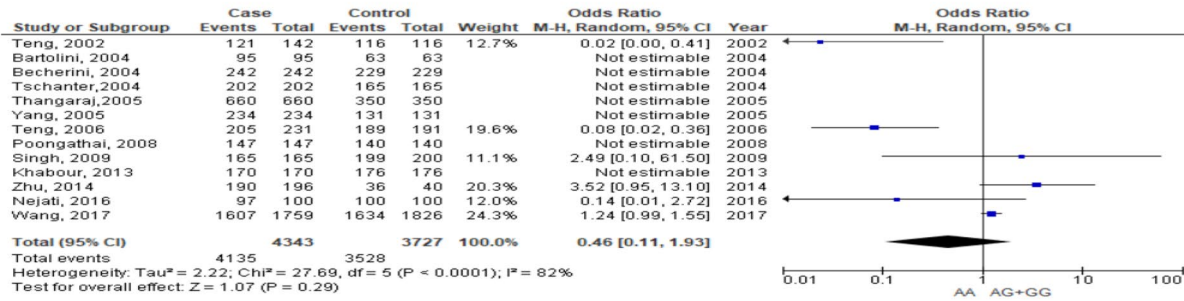 Case Control Odds Ratio Odds Ratio
Study or Subgroup Events Total Events Total Weight M-H, Random, 95% CI Year M-H, Random, 95% CI
Teng, 2002 121 142 116 116 12.7% 0.02 [0.00, 0.41] 2002
Bartolini, 2004 95 95 63 63 Not estimable 2004
Becherini, 2004 242 242 229 229 Not estimable 2004
Tschanter,2004 202 202 165 165 Not estimable 2004
Thangaraj,2005 660 660 350 350 Not estimable 2005
Yang, 2005 234 234 131 131 Not estimable 2005
Teng, 2006 205 231 189 191 19.6% 0.08 [0.02, 0.36] 2006
Poongathai, 2008 147 147 140 140 Not estimable 2008
Singh, 2009 165 165 199 200 11.1% 2.49 [0.10, 61.50] 2009
Khabour, 2013 170 170 176 176 Not estimable 2013
Zhu, 2014 190 196 36 40 20.3% 3.52 [0.95, 13.10] 2014
Nejati, 2016 97 100 100 100 12.0% 0.14 [0.01, 2.72] 2016
Wang, 2017 1607 1759 1634 1826 24.3% 1.24 [0.99, 1.55] 2017
Total (95% CI) 4343 3727 100.0% 0.46 [0.11, 1.93]
Total events 4135 3528
Heterogeneity: Tau² = 2.22; Chi² = 27.69, df = 5 (P < 0.0001); I² = 82%
Test for overall effect: Z = 1.07 (P = 0.29)
0.01 0.1 1 10 100
AA AG+GG